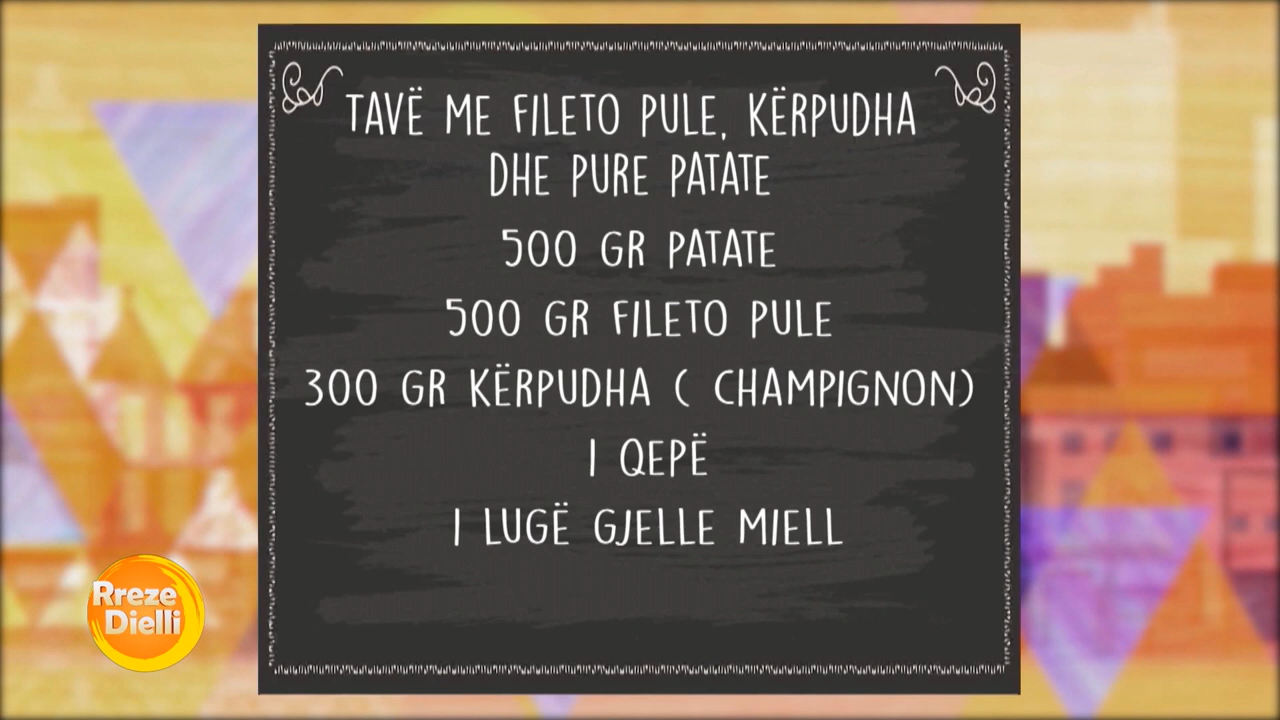 TAVË ME FILETO PULE, KËRPUDHA
DHE PURE PATATE
500 GR PATATE
500 GR FILETO PULE
300 GR KËRPUDHA ( CHAMPIGNON)
1 QEPË
1 LUGË GJELLE MIELL
Rreze
Dielli